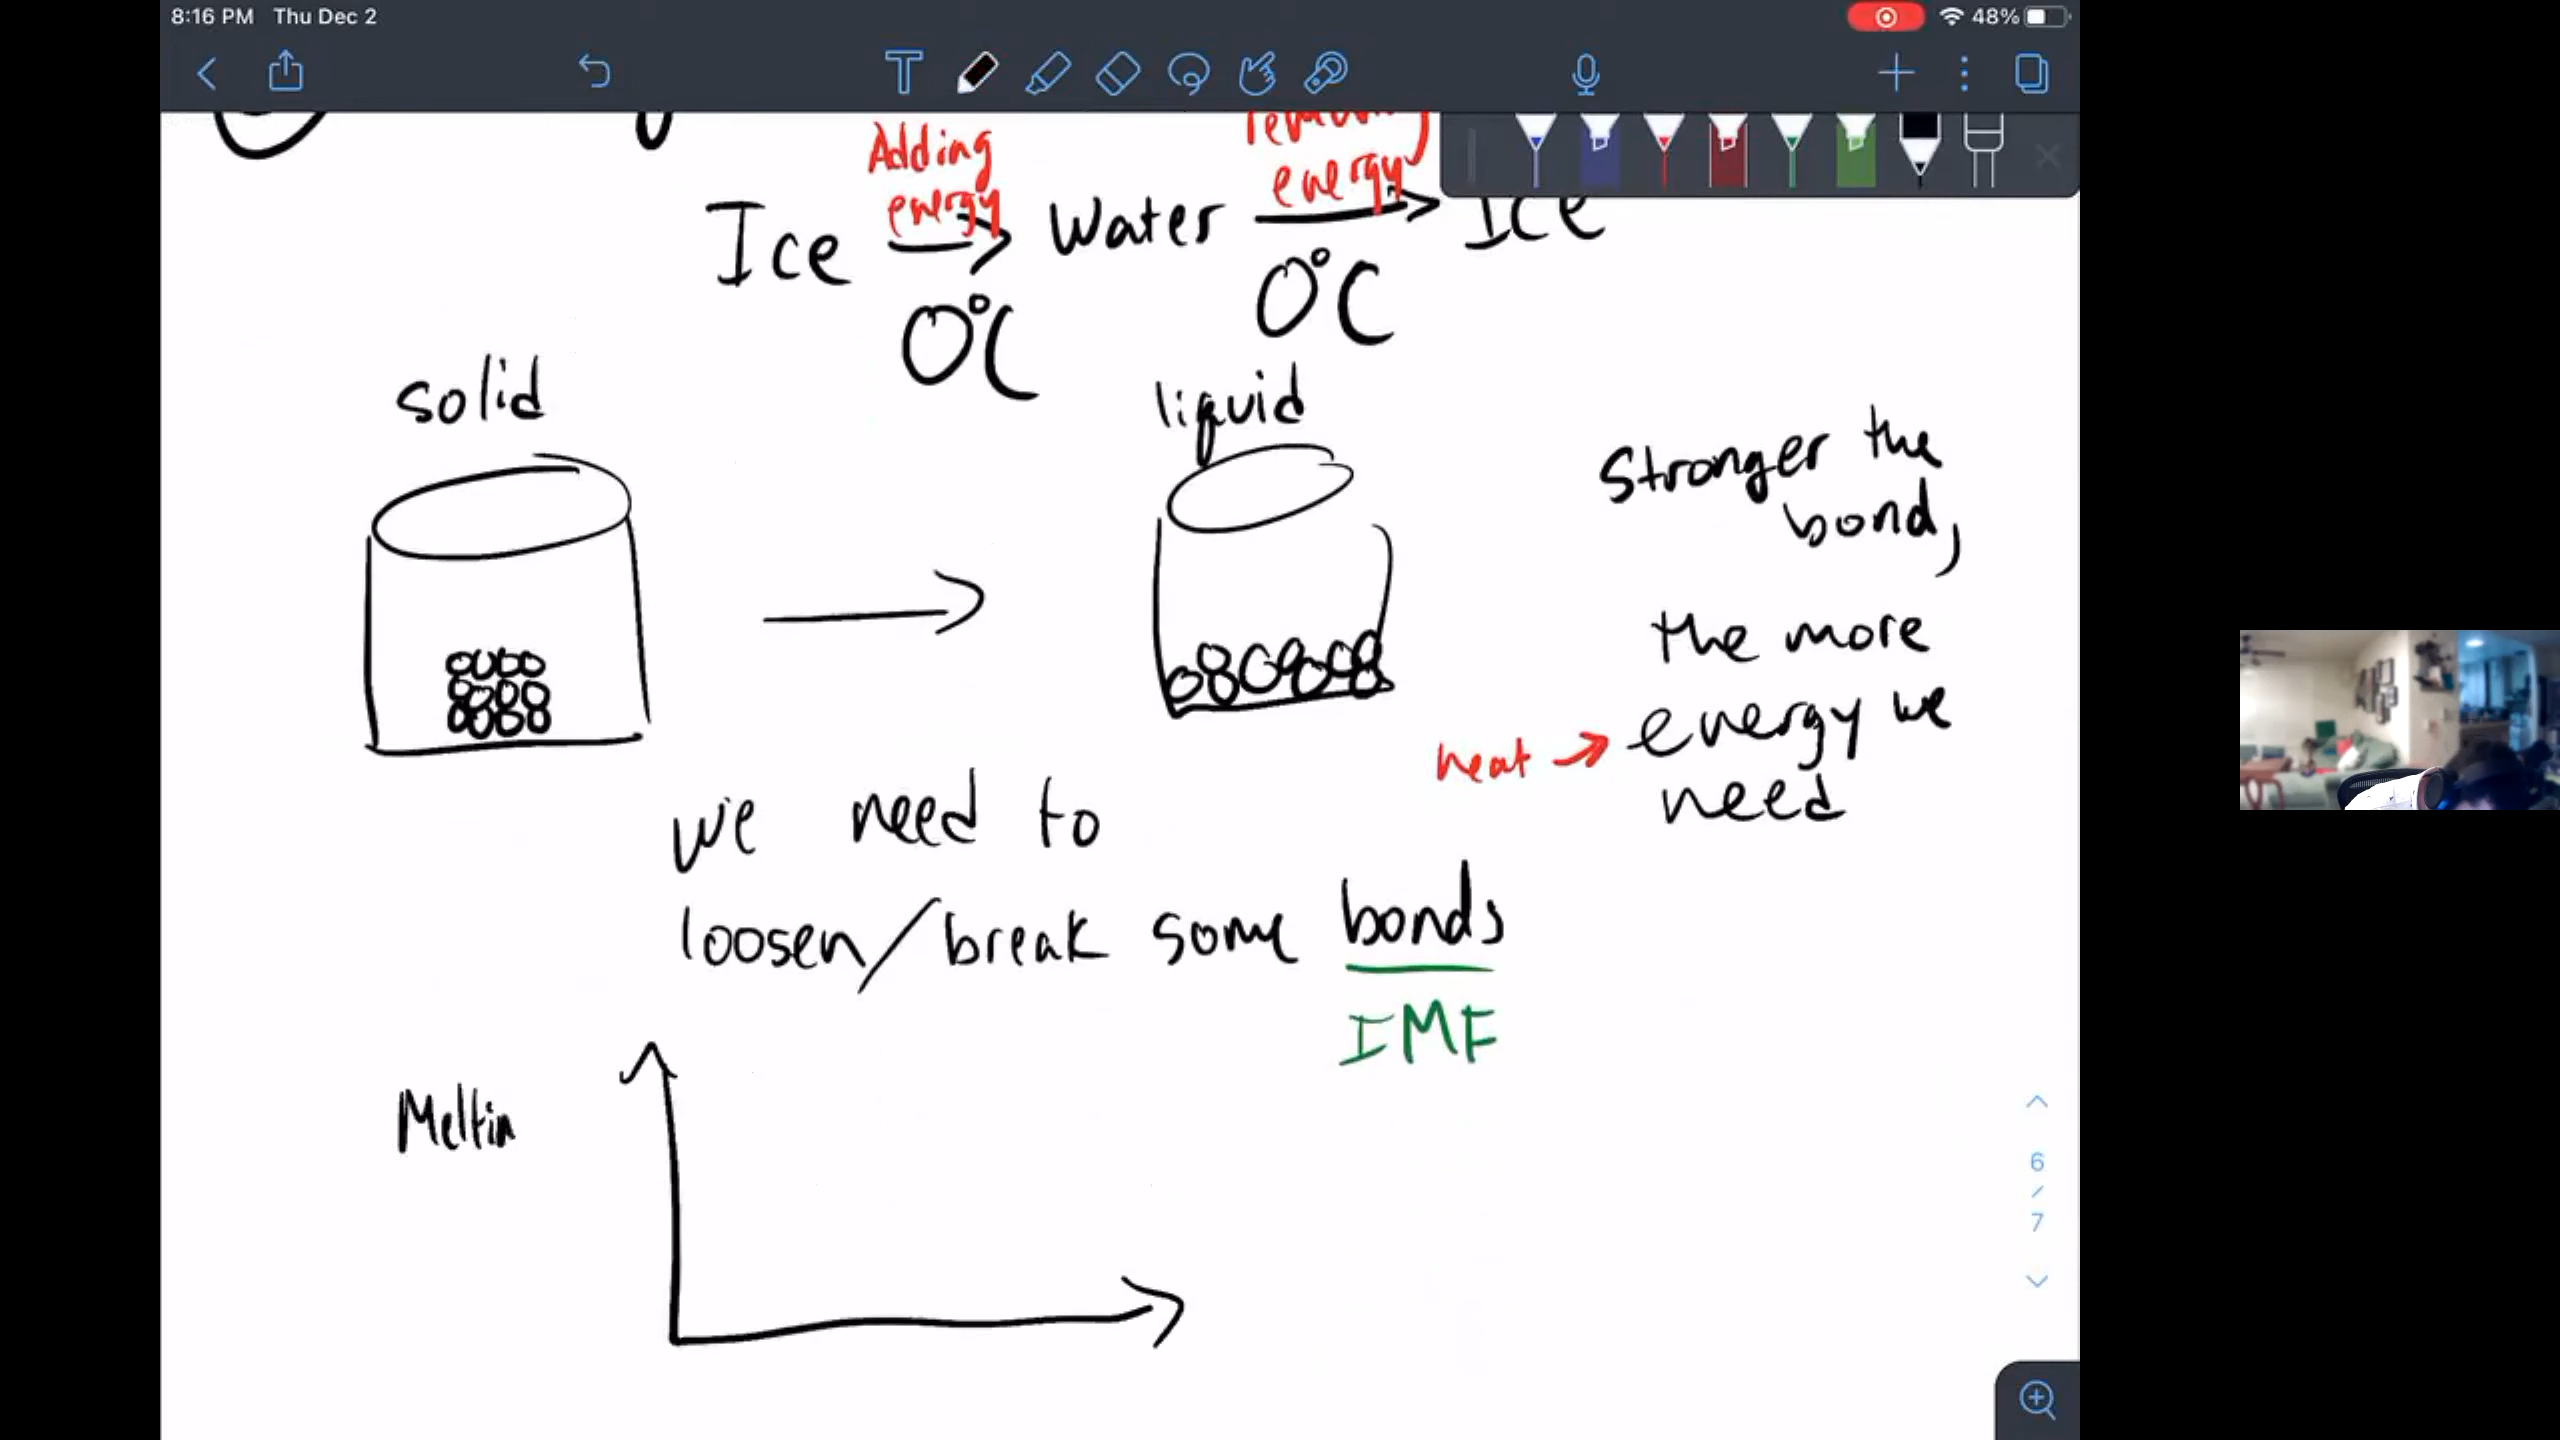 8:16 PM Thu Dec 2
48%
Adding
energy
energy
Ice
Water
Ice
0°C
0°C
solid
liquid
Stronger the
bond,
the more
heat → energy we
need
we need to
loosen/break some bonds
IMF
Meltin
6
/
7